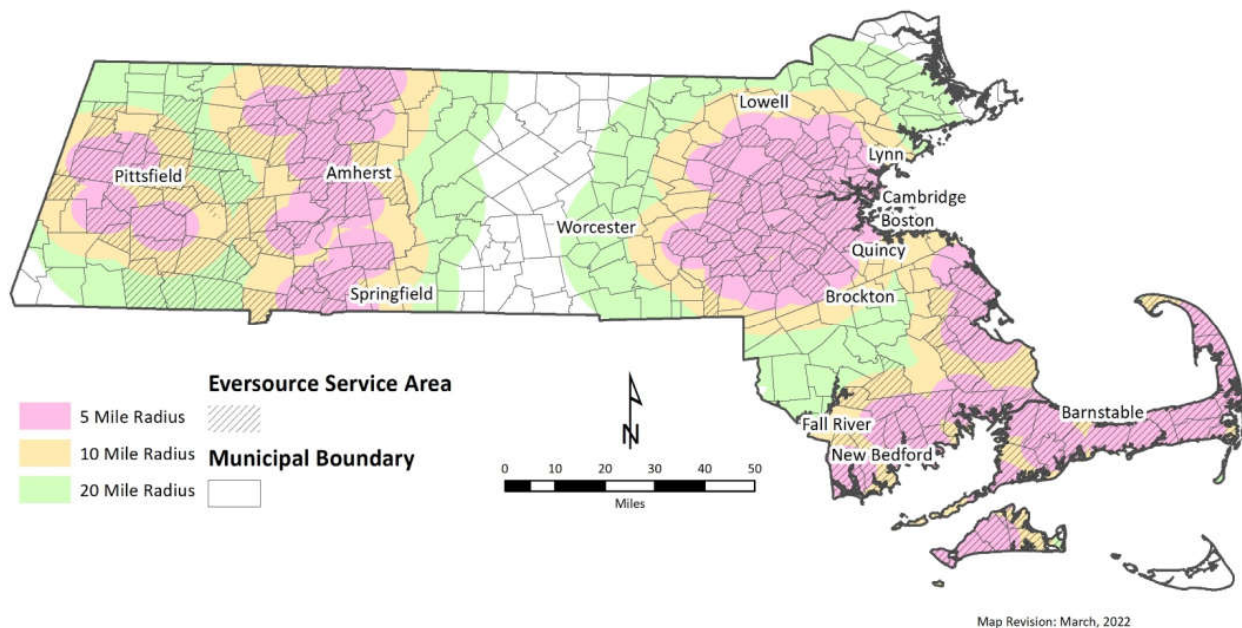 Lowell
Lynn
Pittsfield
Amherst
Cambridge
Worcester
Boston
Quincy
Springfield
Brockton
Eversource Service Area
5 Mile Radius
10 Mile Radius
Municipal Boundary
20 Mile Radius
N
0 10 20 30 40 50
Miles
Barnstable
Fall River
New Bedford
Map Revision: March, 2022